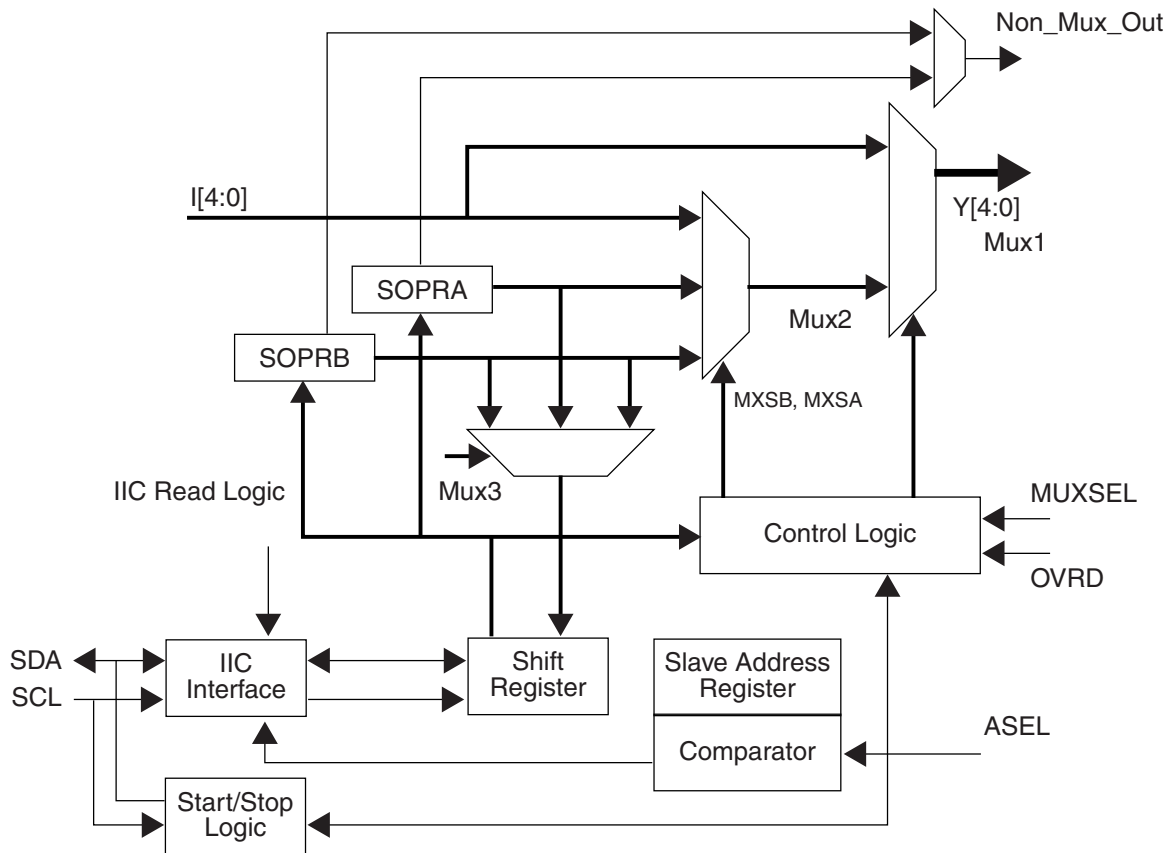 Non_Mux_Out
I[4:0]
Y[4:0]
Mux1
SOPRA
Mux2
SOPRB
MXSB, MXSA
IIC Read Logic
Mux3
MUXSEL
Control Logic
OVRD
SDA
SCL
IIC
Interface
Shift
Register
Slave Address
Register
Comparator
ASEL
Start/Stop
Logic